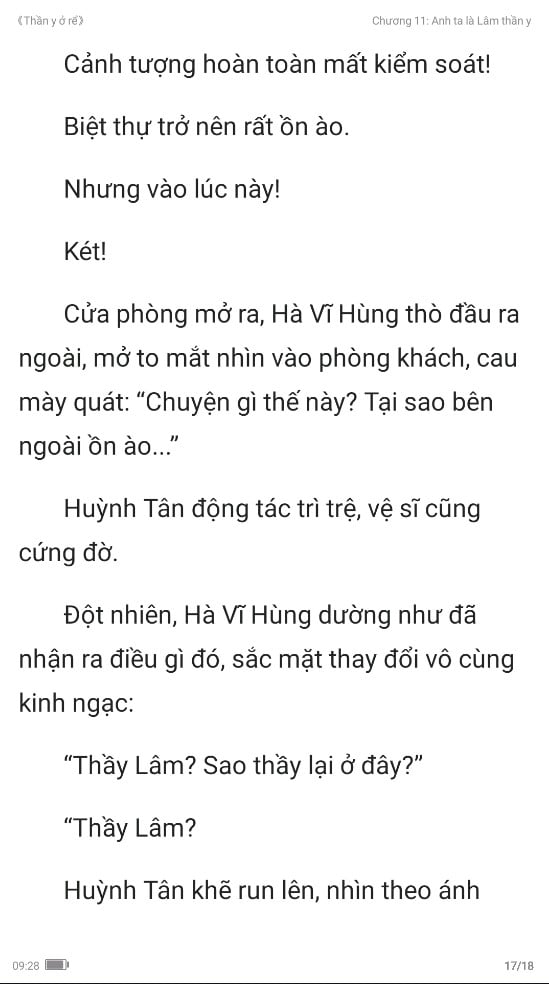 《Thần y ở rể》
Chương 11: Anh ta là Lâm thần y
Cảnh tượng hoàn toàn mất kiểm soát!
Biệt thự trở nên rất ồn ào.
Nhưng vào lúc này!
Két!
Cửa phòng mở ra, Hà Vĩ Hùng thò đầu ra
ngoài, mở to mắt nhìn vào phòng khách, cau
mày quát: “Chuyện gì thế này? Tại sao bên
ngoài ồn ào...”
Huỳnh Tân động tác trì trệ, vệ sĩ cũng
cứng đờ.
Đột nhiên, Hà Vĩ Hùng dường như đã
nhận ra điều gì đó, sắc mặt thay đổi vô cùng
kinh ngạc:
“Thầy Lâm? Sao thầy lại ở đây?”
“Thầy Lâm?
Huỳnh Tân khẽ run lên, nhìn theo ánh
09:28
17/18